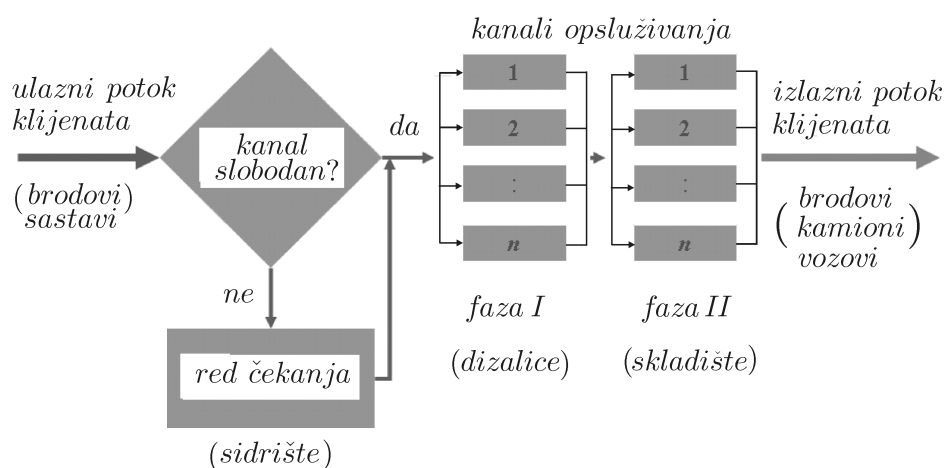 kanali opsluživanja
ulazni potok
klijenata
(brodovi)
sastavi
kanal
slobodan?
da
ne
red čekanja
(sidrište)
1
2
:
n
faza I
(dizalice)
1
2
:
n
faza II
(skladište)
izlazni potok
klijenata
(brodovi
kamioni)
vozovi